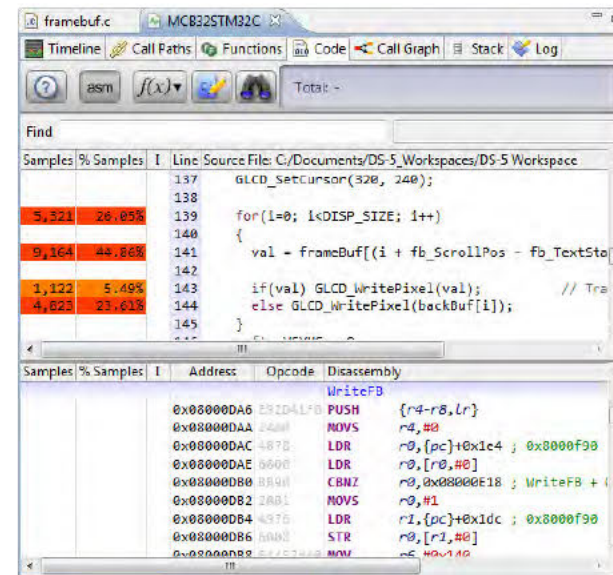 framebuf.c MCB32STM32C
Timeline Call Paths Functions Code Call Graph Stack Log
asm f(x) Total: -
Find
Samples % Samples I Line Source File: C:/Documents/DS-5_Workspaces/DS-5 Workspace
137 GLCD_SetCursor(320, 240);
138
5,321 26.05% 139 for(i=0; i<DISP_SIZE; i++)
140 {
9,164 44.86% 141 val = frameBuf[(i + fb_ScrollPos - fb_TextSta
142
1,122 5.49% 143 if(val) GLCD_WritePixel(val); // Tra
4,823 23.61% 144 else GLCD_WritePixel(backBuf[i]);
145 }
Samples % Samples I Address Opcode Disassembly
WriteFB
0x08000DA6 PUSH {r4-r8,lr}
0x08000DAA MOVS r4,#0
0x08000DAC LDR r0,{pc}+0x1e4 ; 0x8000f90
0x08000DAE LDR r0,[r0,#0]
0x08000DB0 CBNZ r0,0x08000E18 ; WriteFB +
0x08000DB2 MOVS r0,#1
0x08000DB4 LDR r1,{pc}+0x1dc ; 0x8000f90
0x08000DB6 STR r0,[r1,#0]
0x08000DB8 MOV r6,#0x140